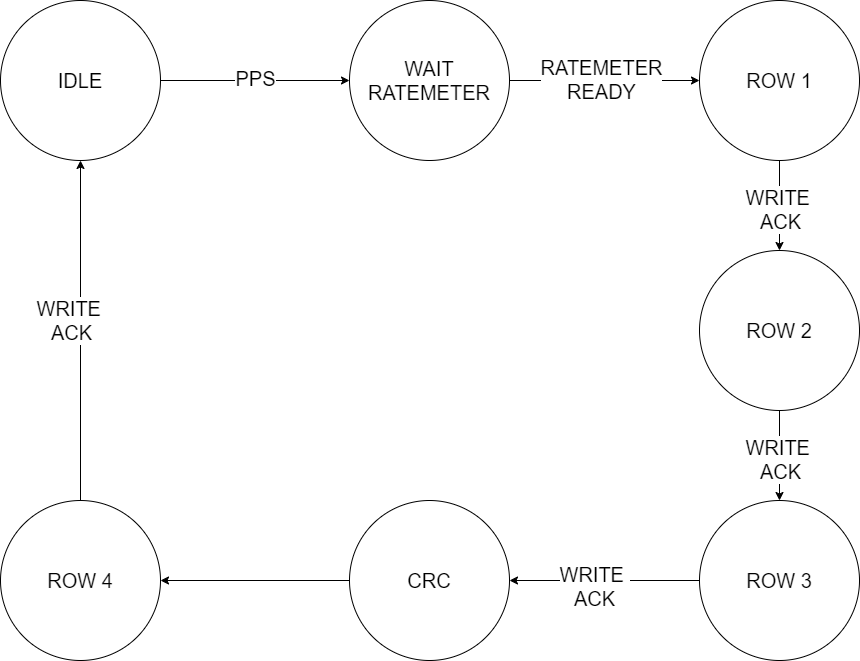 IDLE
PPS
WAIT
RATEMETER
RATEMETER
READY
ROW 1
WRITE
ACK
ROW 2
WRITE
ACK
ROW 3
WRITE
ACK
CRC
ROW 4
WRITE
ACK